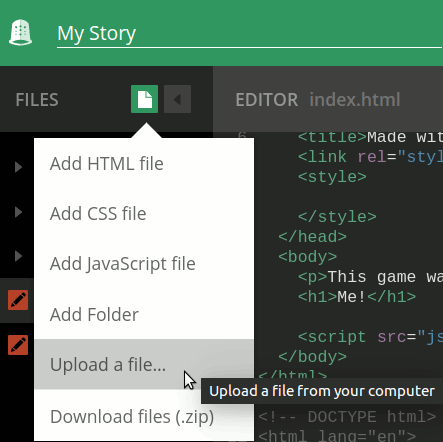 My Story
FILES
EDITOR index.html
Add HTML file
Add CSS file
Add JavaScript file
Add Folder
Upload a file...
Download files (.zip)
Upload a file from your computer
6 <title>Made wit
<link rel="styl
<style>
</style>
</head>
<body>
<p>This game wa
<h1>Me!</h1>
<script src="js
</body>
</html>
<!-- DOCTYPE html>
<html lang="en">